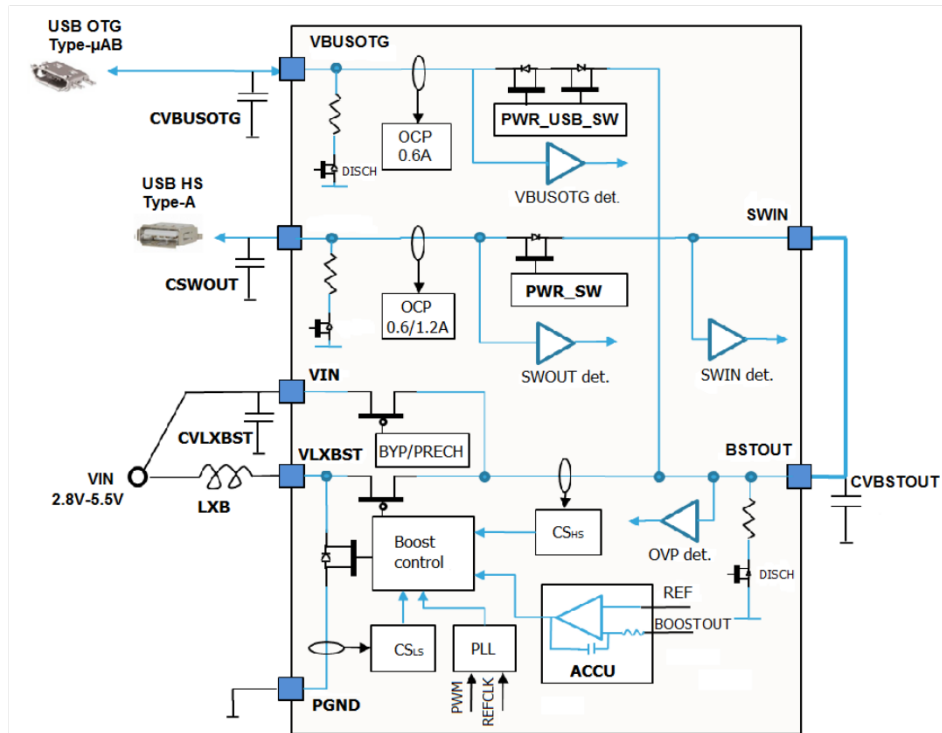 USB OTG
Type-μAB
VBUSOTG
CVBUSOTG
OCP
0.6A
PWR_USB_SW
DISCH
VBUSOTG det.
USB HS
Type-A
SWIN
CSWOUT
OCP
0.6/1.2A
PWR_SW
SWOUT det.
SWIN det.
VIN
CVLXBST
BYP/PRECH
VLXBST
BSTOUT
VIN
2.8V-5.5V
LXB
CVBSTOUT
Boost
control
CSHS
OVP det.
DISCH
REF
BOOSTOUT
CSLS
PLL
ACCU
PGND
PWM
REFCLK